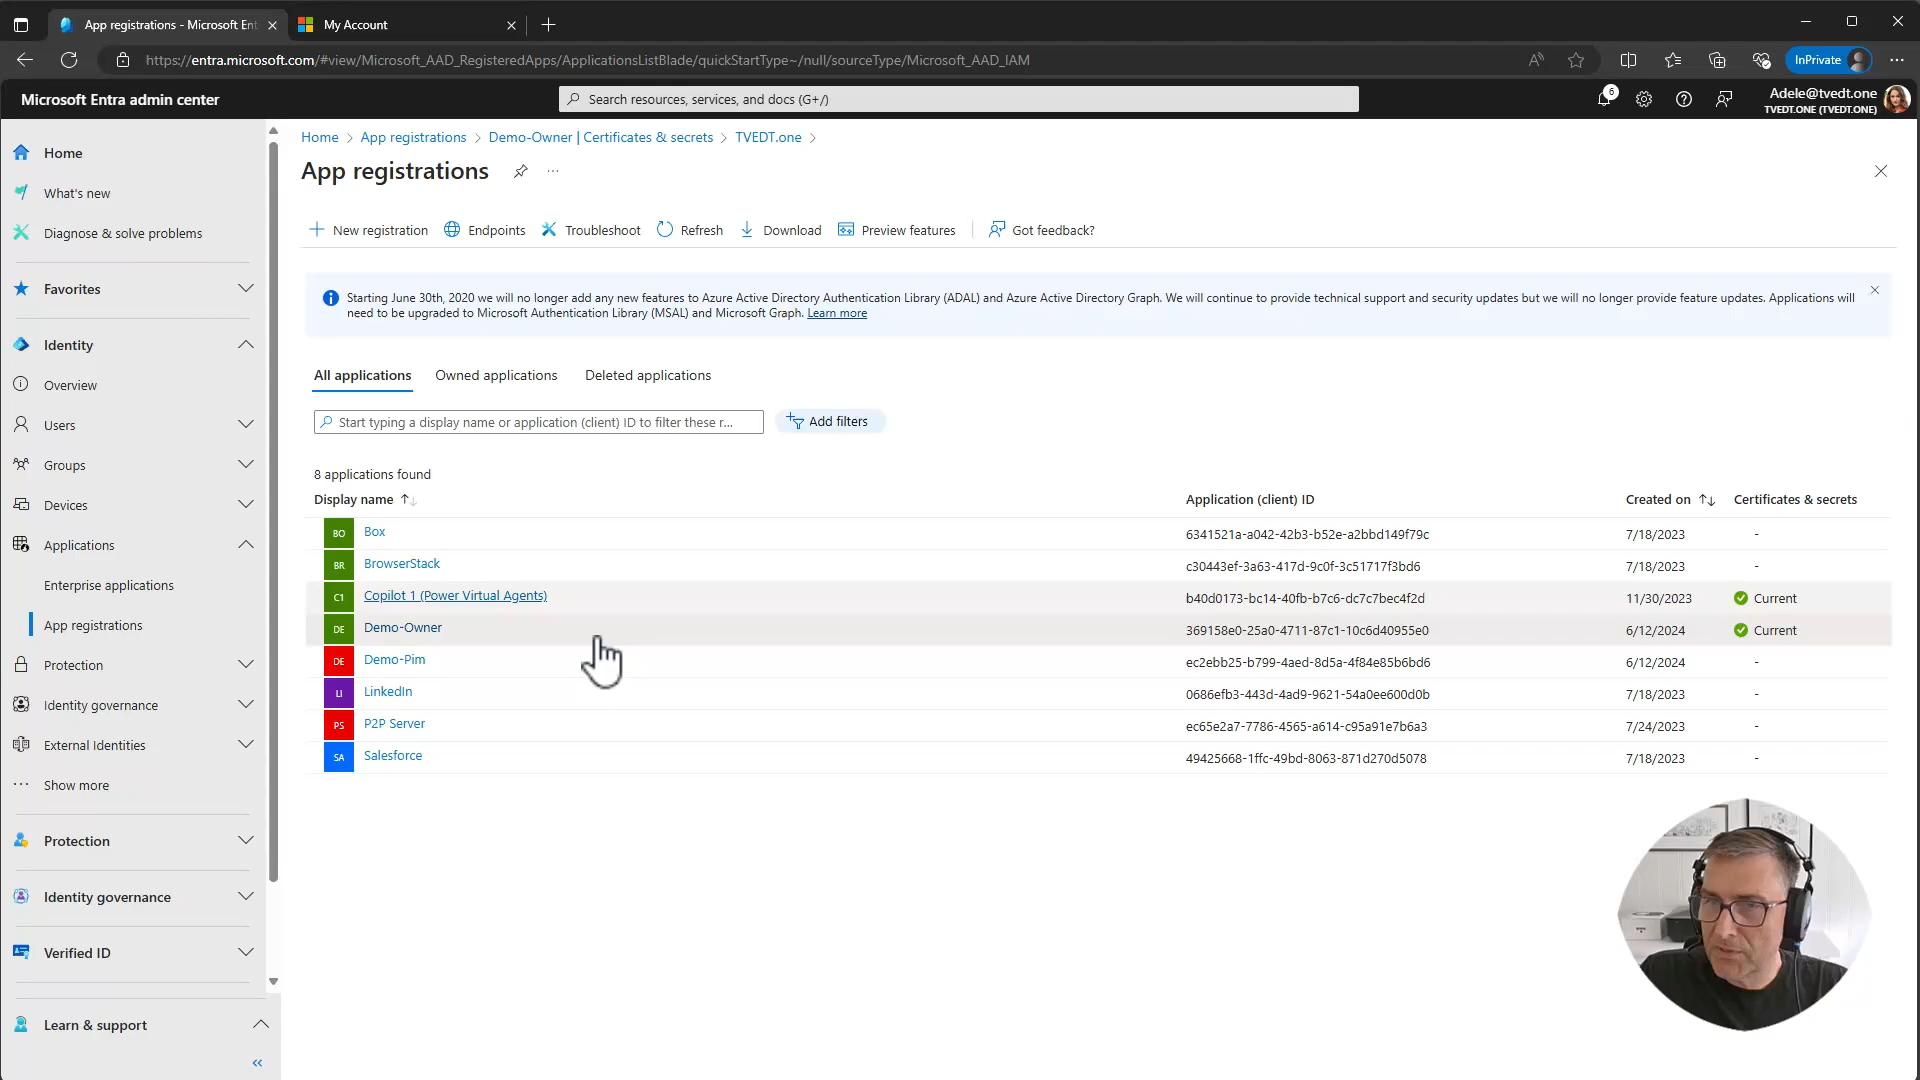 App registrations - Microsoft Ent
My Account
https://entra.microsoft.com/#view/Microsoft_AAD_RegisteredApps/ApplicationsListBlade/quickStartType~/null/sourceType/Microsoft_AAD_IAM
InPrivate
Microsoft Entra admin center
Search resources, services, and docs (G+/)
6
Adele@tvedt.one
TVEDT.ONE (TVEDT.ONE)
Home
What's new
Diagnose & solve problems
Favorites
Identity
Overview
Users
Groups
Devices
Applications
Enterprise applications
App registrations
Protection
Identity governance
External Identities
Show more
Protection
Identity governance
Verified ID
Learn & support
Home > App registrations > Demo-Owner | Certificates & secrets > TVEDT.one >
App registrations
New registration
Endpoints
Troubleshoot
Refresh
Download
Preview features
Got feedback?
Starting June 30th, 2020 we will no longer add any new features to Azure Active Directory Authentication Library (ADAL) and Azure Active Directory Graph. We will continue to provide technical support and security updates but we will no longer provide feature updates. Applications will
need to be upgraded to Microsoft Authentication Library (MSAL) and Microsoft Graph. Learn more
All applications
Owned applications
Deleted applications
Start typing a display name or application (client) ID to filter these r...
Add filters
8 applications found
Display name Application (client) ID Created on Certificates & secrets
BO Box 6341521a-a042-42b3-b52e-a2bbd149f79c 7/18/2023 -
BR BrowserStack c30443ef-3a63-417d-9c0f-3c51717f3bd6 7/18/2023 -
C1 Copilot 1 (Power Virtual Agents) b40d0173-bc14-40fb-b7c6-dc7c7bec4f2d 11/30/2023 Current
DE Demo-Owner 369158e0-25a0-4711-87c1-10c6d40955e0 6/12/2024 Current
DE Demo-Pim ec2ebb25-b799-4aed-8d5a-4f84e85b6bd6 6/12/2024 -
LI LinkedIn 0686efb3-443d-4ad9-9621-54a0ee600d0b 7/18/2023 -
PS P2P Server ec65e2a7-7786-4565-a614-c95a91e7b6a3 7/24/2023 -
SA Salesforce 49425668-1ffc-49bd-8063-871d270d5078 7/18/2023 -